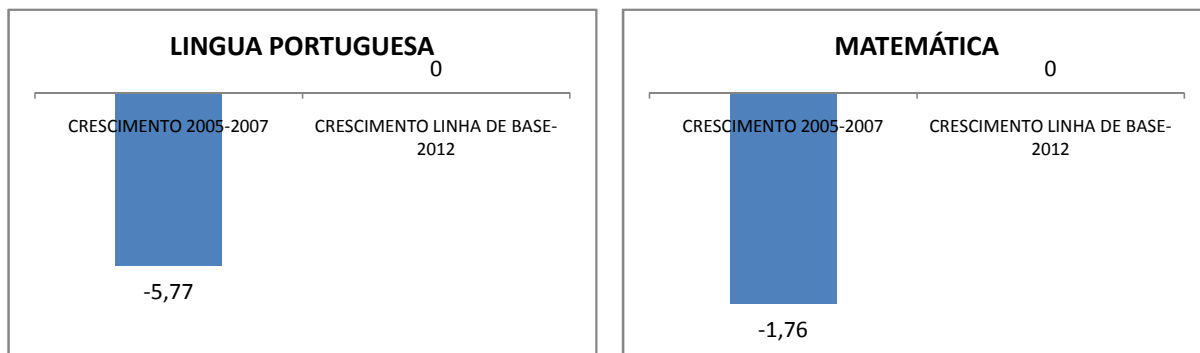 LINGUA PORTUGUESA
0
CRESCIMENTO 2005-2007
CRESCIMENTO LINHA DE BASE-
2012
-5,77
MATEMÁTICA
0
CRESCIMENTO 2005-2007
CRESCIMENTO LINHA DE BASE-
2012
-1,76